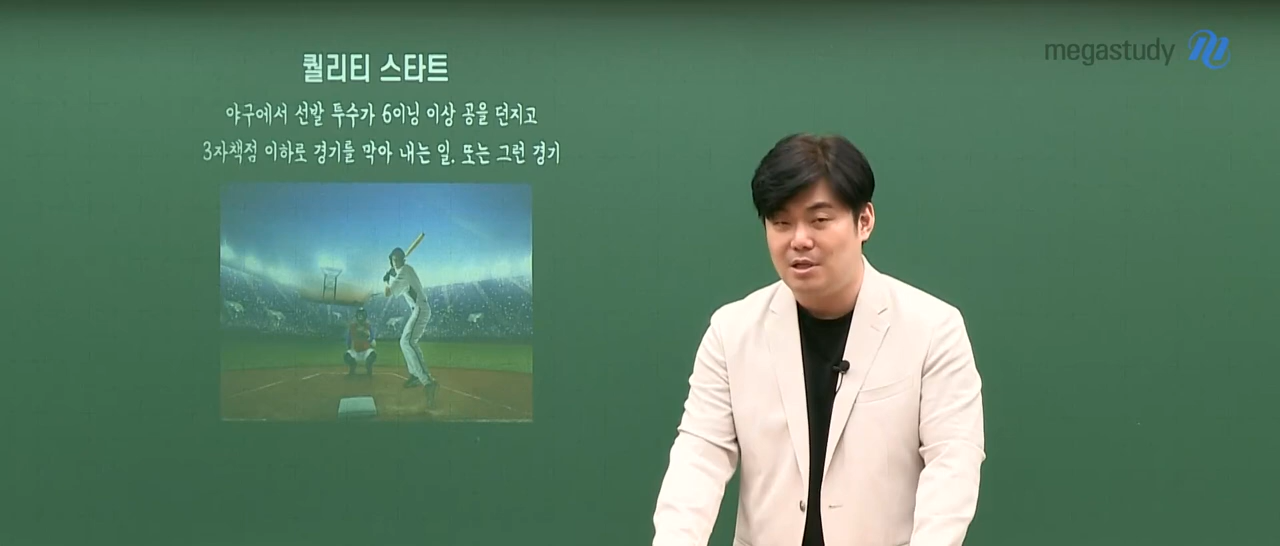 퀄리티 스타트
야구에서 선발 투수가 6이닝 이상 공을 던지고
3자책점 이하로 경기를 막아 내는 일. 또는 그런 경기
megastudy